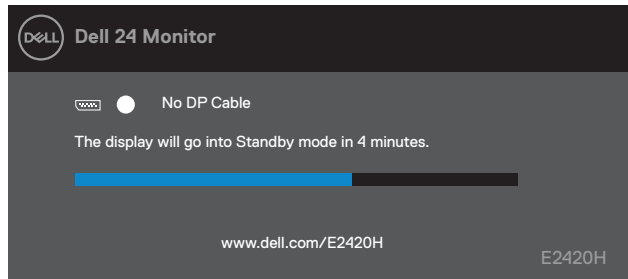 DELL Dell 24 Monitor
No DP Cable
The display will go into Standby mode in 4 minutes.
www.dell.com/E2420H
E2420H